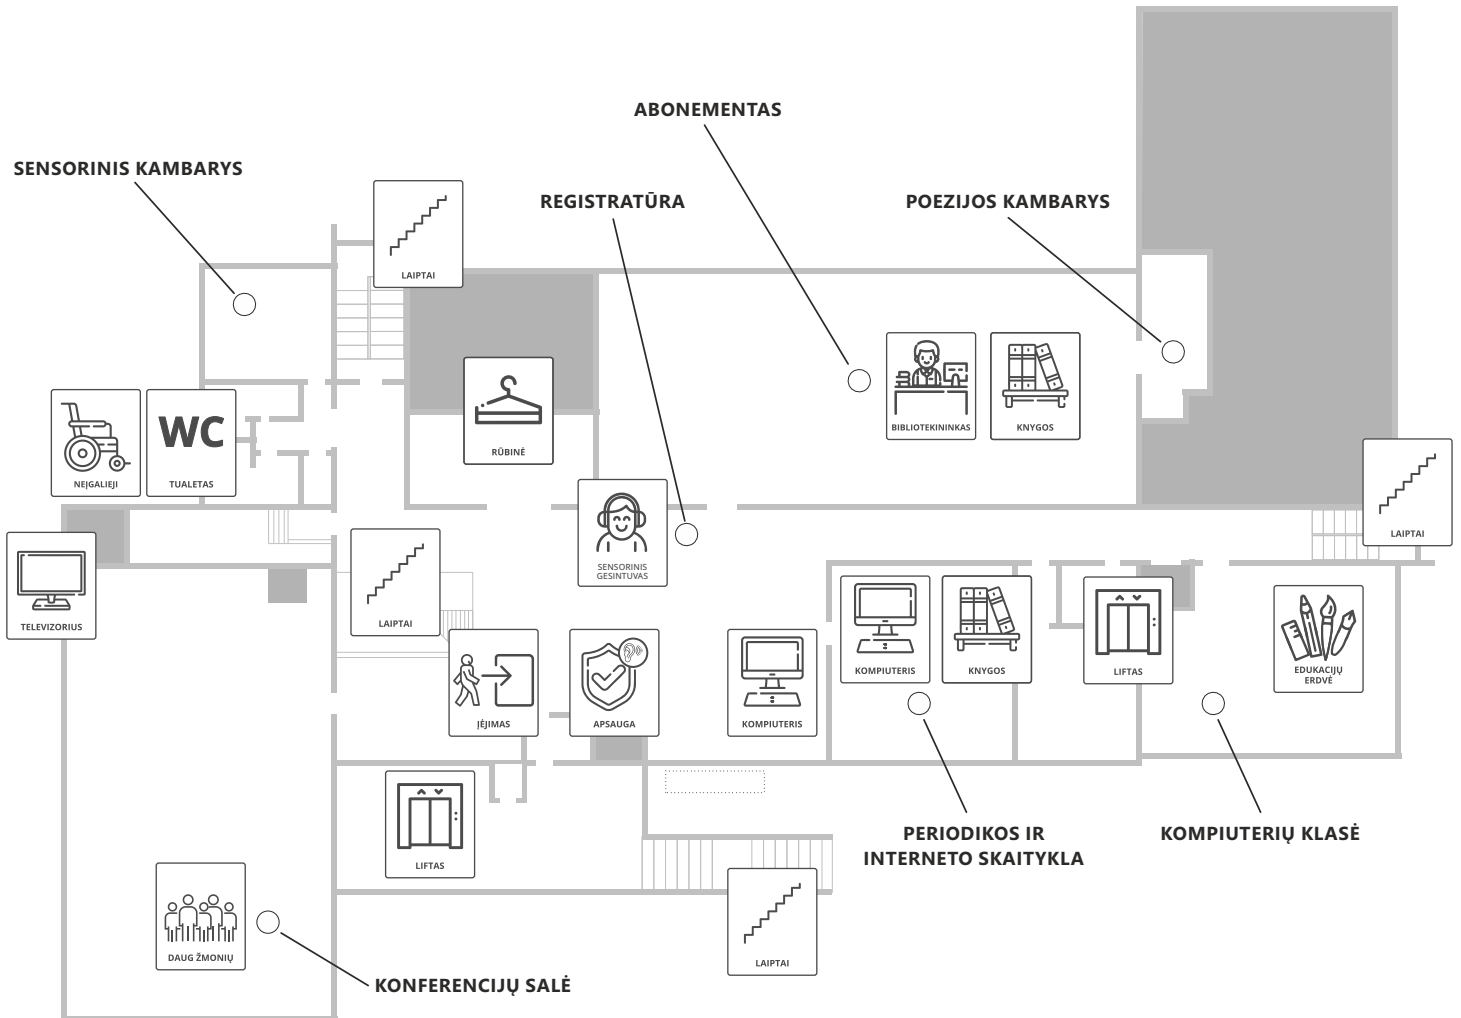 ABONEMENTAS
SENSORINIS KAMBARYS
REGISTRATŪRA
POEZIJOS KAMBARYS
LAIPTAI
BIBLIOTEKININKAS
KNYGOS
RŪBINĖ
NEĮGALIEJI
WC
TUALETAS
LAIPTAI
SENSORINIS
GESINTUVAS
TELEVIZORIUS
LAIPTAI
KOMPIUTERIS
KNYGOS
LIFTAS
EDUKACIJŲ
ERDVĖ
ĮĖJIMAS
APSAUGA
KOMPIUTERIS
LIFTAS
PERIODIKOS IR
INTERNETO SKAITYKLA
KOMPIUTERIŲ KLASĖ
DAUG ŽMONIŲ
LAIPTAI
KONFERENCIJŲ SALĖ